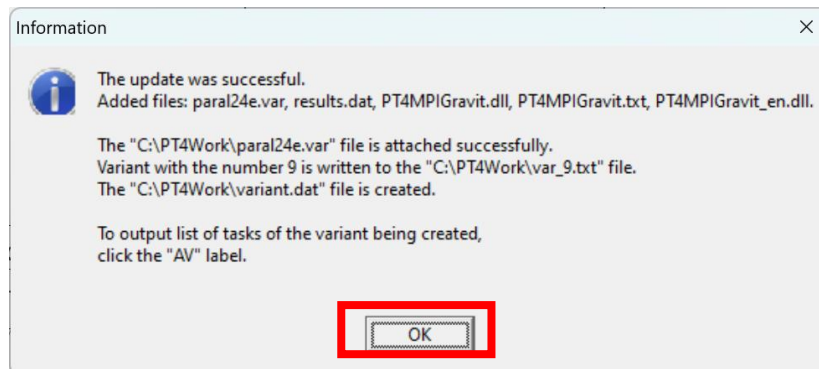 Information
The update was successful.
Added files: paral24e.var, results.dat, PT4MPIGravit.dll, PT4MPIGravit.txt, PT4MPIGravit_en.dll.
The "C:\PT4Work\paral24e.var" file is attached successfully.
Variant with the number 9 is written to the "C:\PT4Work\var_9.txt" file.
The "C:\PT4Work\variant.dat" file is created.
To output list of tasks of the variant being created,
click the "AV" label.
OK